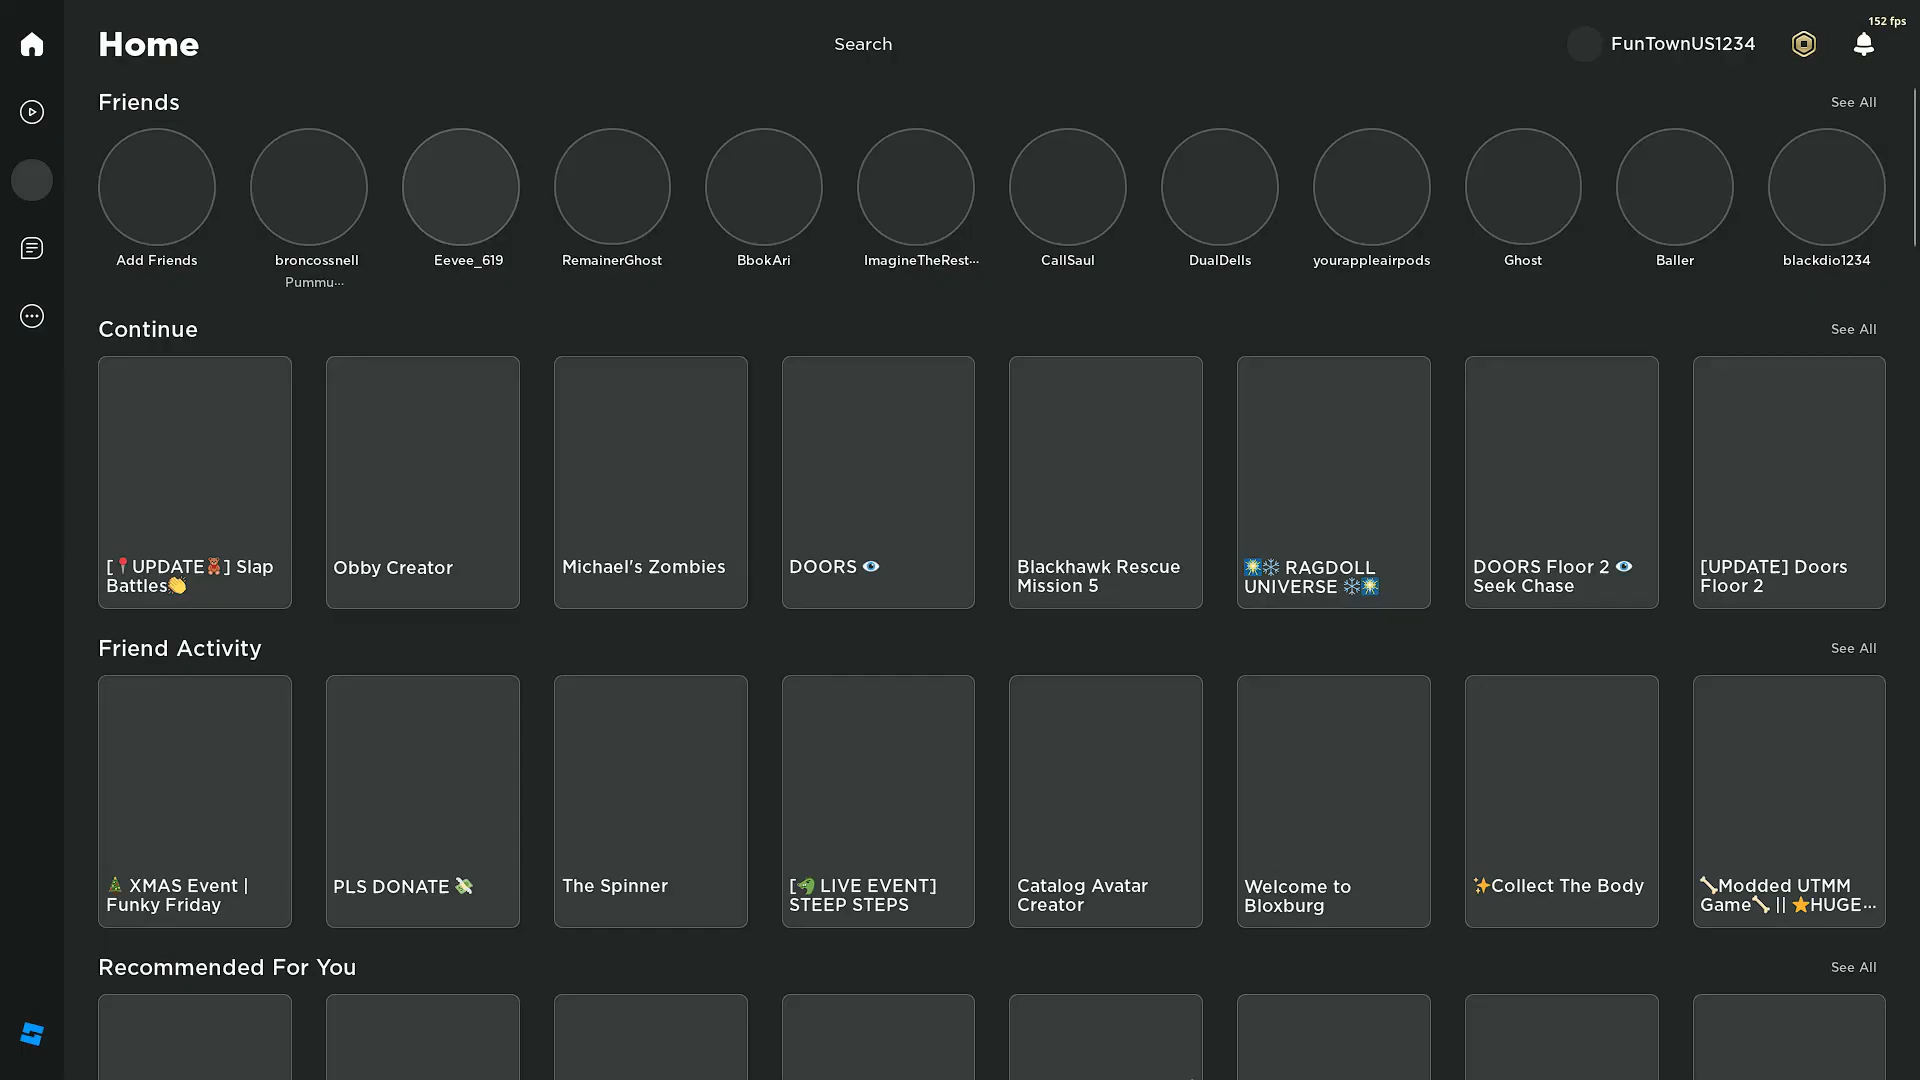 152 fps
Home
Search
FunTownUS1234
Friends
See All
Add Friends
broncossnell
Pummu...
Eevee_619
RemainerGhost
BbokAri
ImagineTheRest...
CallSaul
DualDells
yourappleairpods
Ghost
Baller
blackdio1234
Continue
See All
[📍UPDATE🧸] Slap
Battles👏
Obby Creator
Michael's Zombies
DOORS 👁️
Blackhawk Rescue
Mission 5
🎇❄️ RAGDOLL
UNIVERSE ❄️🎇
DOORS Floor 2 👁️
Seek Chase
[UPDATE] Doors
Floor 2
Friend Activity
See All
🎄 XMAS Event |
Funky Friday
PLS DONATE 💸
The Spinner
[🐲 LIVE EVENT]
STEEP STEPS
Catalog Avatar
Creator
Welcome to
Bloxburg
✨Collect The Body
🦴Modded UTMM
Game🦴 || ⭐HUGE...
Recommended For You
See All